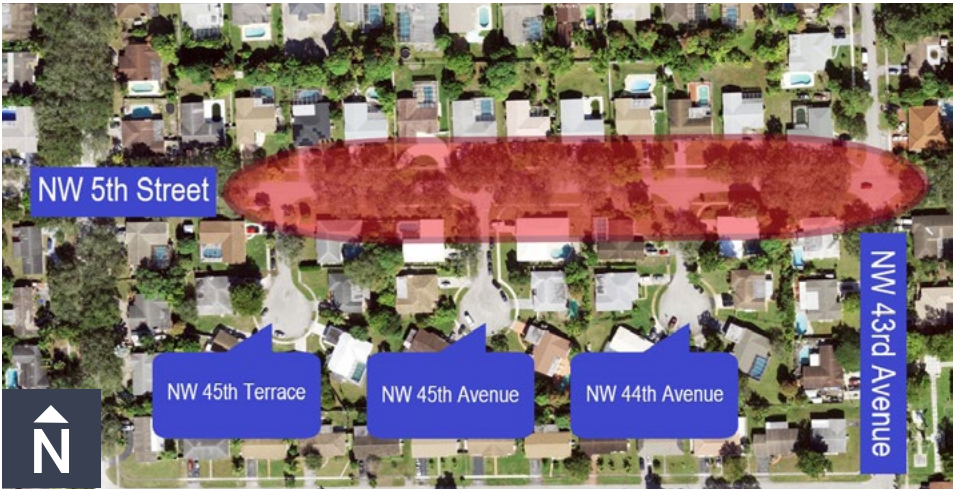 NW 5th Street
NW 43rd Avenue
NW 45th Terrace
NW 45th Avenue
NW 44th Avenue
N